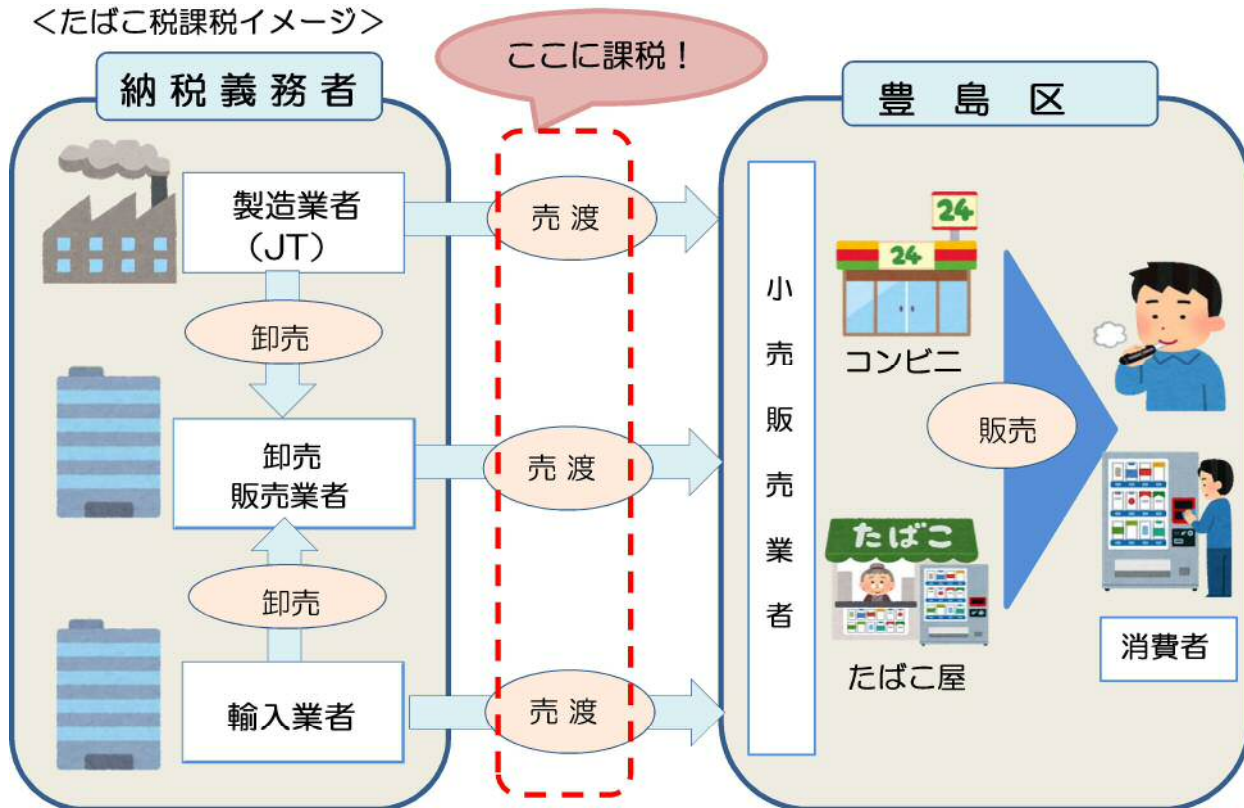 ＜たばこ税課税イメージ＞
ここに課税！
納税義務者
製造業者
（JT）
卸売
卸売
販売業者
卸売
輸入業者
売渡
売渡
売渡
豊島区
小売販売業者
24
24
コンビニ
たばこ
たばこ屋
販売
消費者